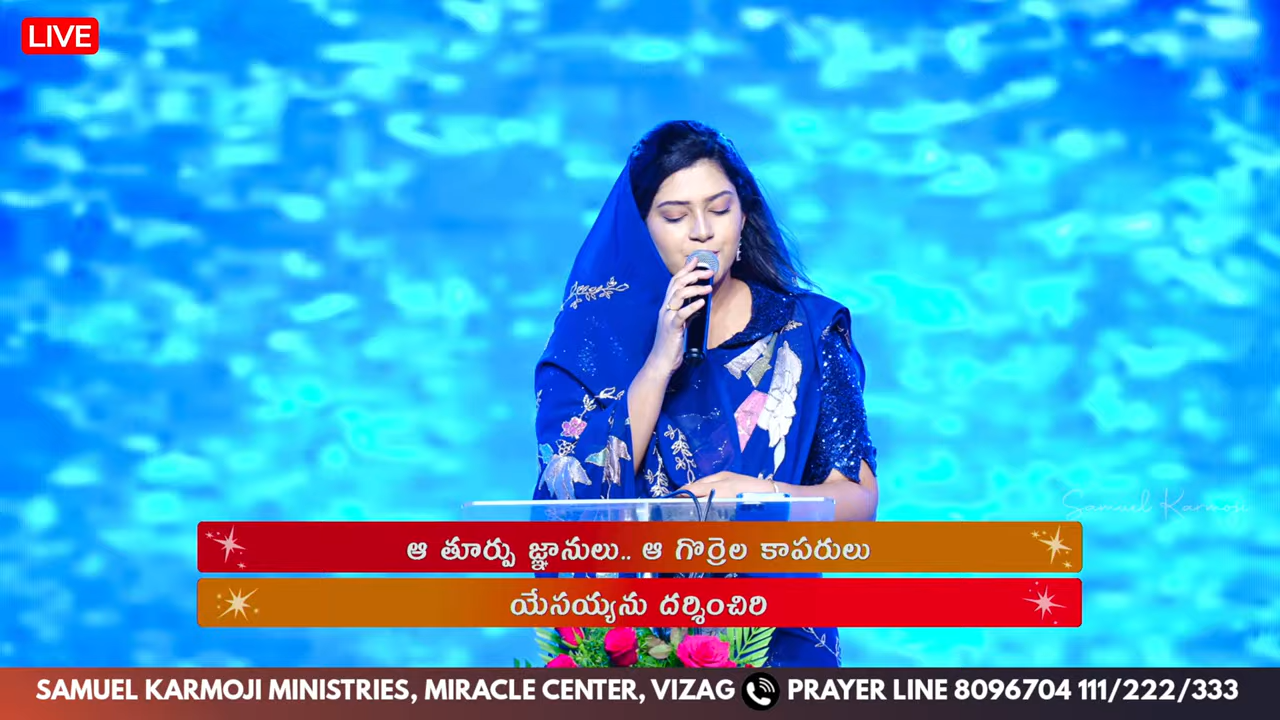 LIVE
Samuel Karmoji
ఆ తూర్పు జ్ఞానులు.. ఆ గొర్రెల కాపరులు
యేసయ్యను దర్శించిరి
SAMUEL KARMOJI MINISTRIES, MIRACLE CENTER, VIZAG PRAYER LINE 8096704 111/222/333